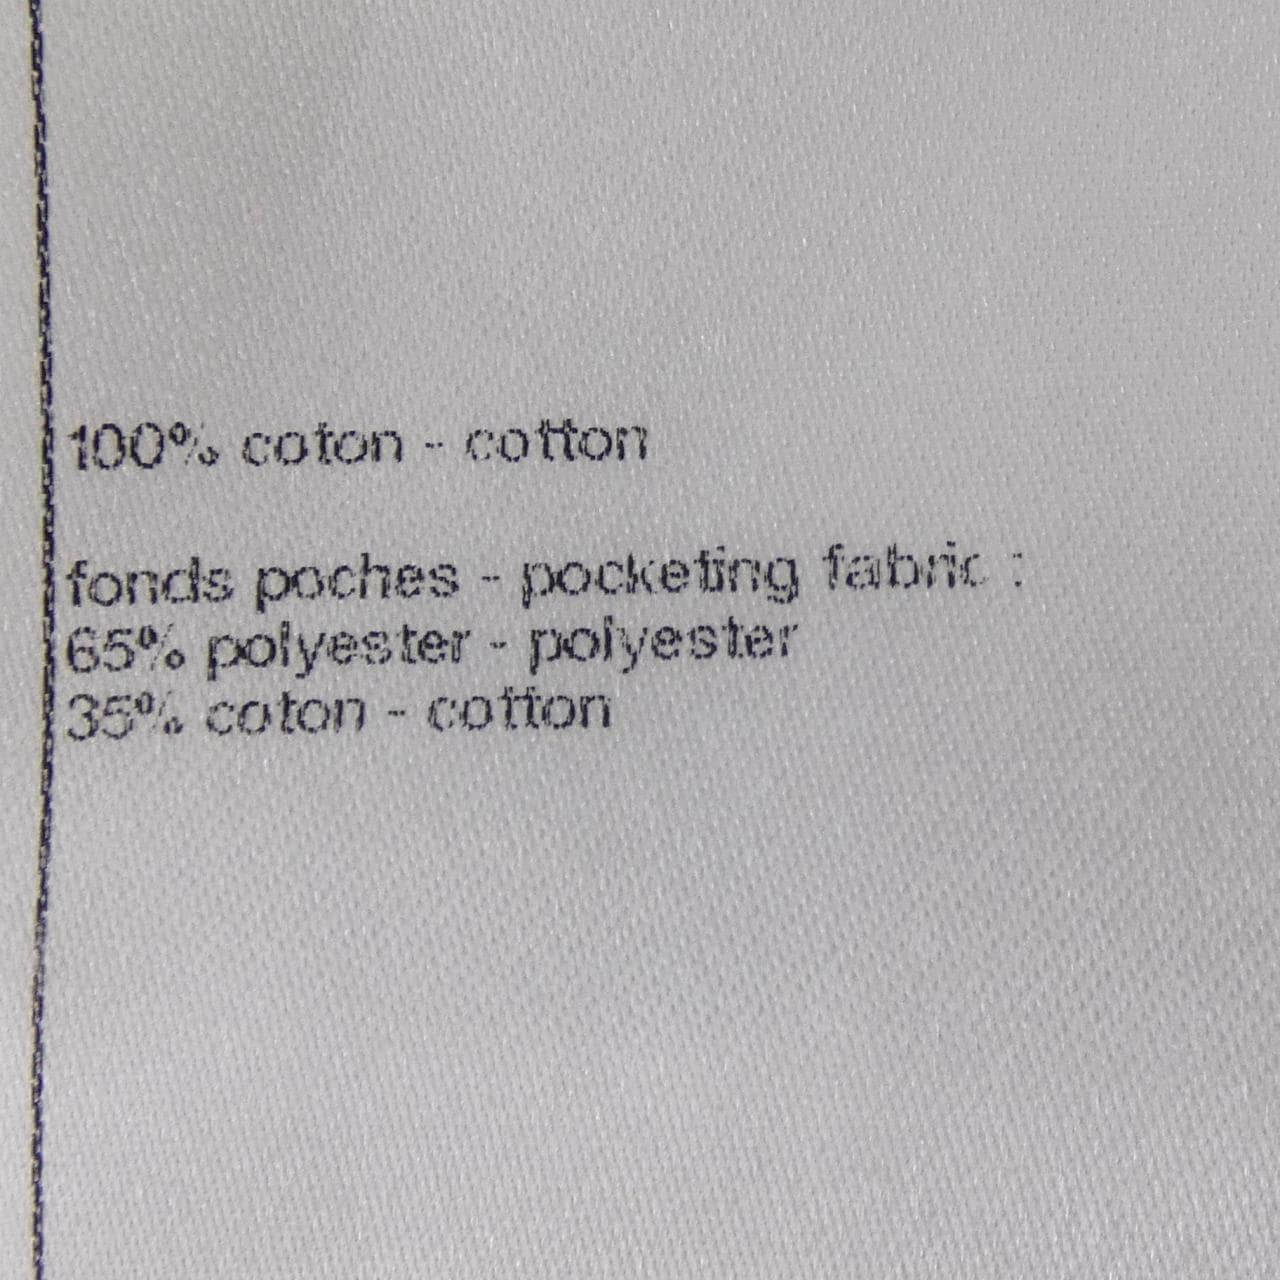 100% coton - cotton
fonds poches - pocketing fabric :
65% polyester - polyester
35% coton - cotton